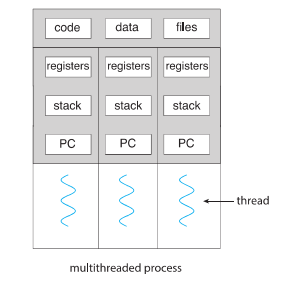 code data files
registers registers registers
stack stack stack
PC PC PC
thread
multithreaded process